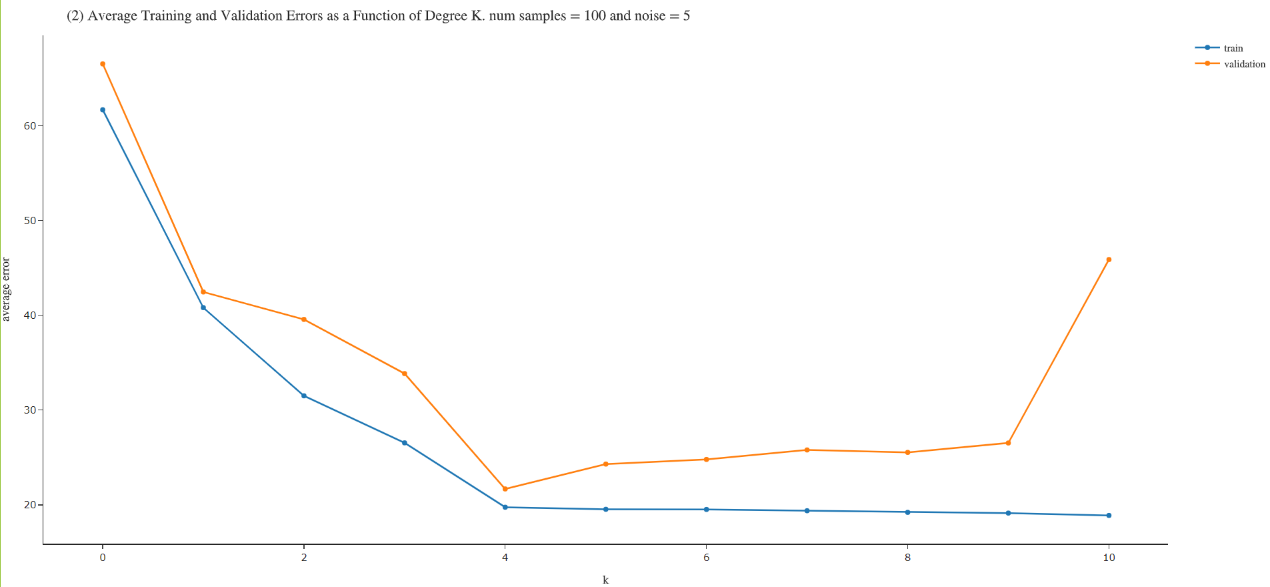 (2) Average Training and Validation Errors as a Function of Degree K. num samples = 100 and noise = 5
train
validation
60
50
40
30
20
average error
0 2 4 6 8 10
k